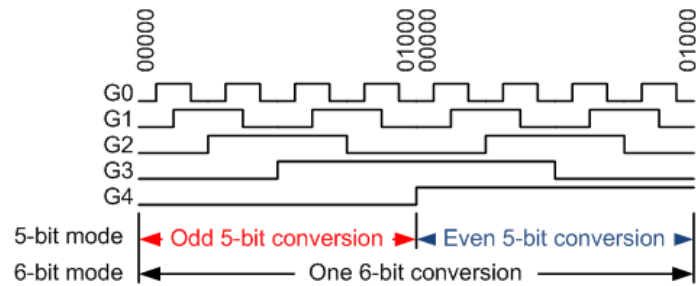 00000
01000
00000
01000
G0
G1
G2
G3
G4
5-bit mode Odd 5-bit conversion Even 5-bit conversion
6-bit mode One 6-bit conversion